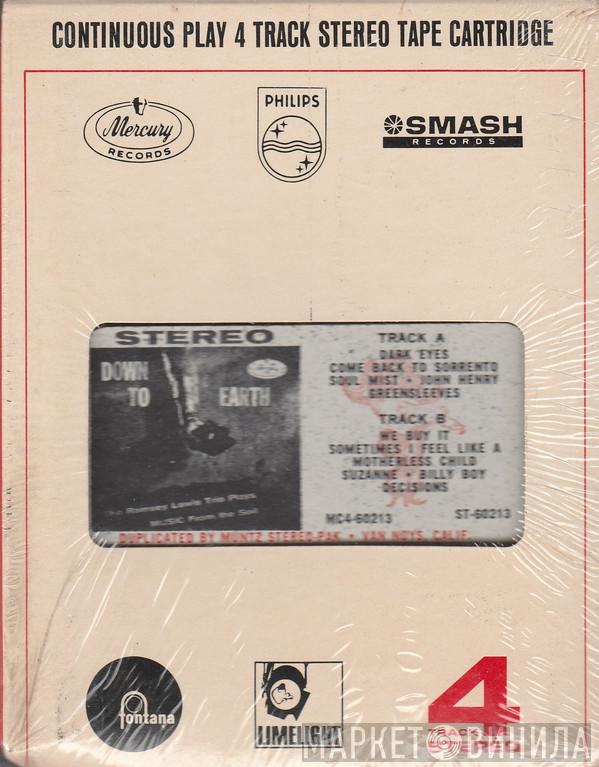 CONTINUOUS PLAY 4 TRACK STEREO TAPE CARTRIDGE
Mercury
RECORDS
PHILIPS
SMASH
RECORDS
STEREO
DOWN
TO EARTH
The Ramsey Lewis Trio Plays
MUSIC From the Soil
TRACK A
DARK EYES
COME BACK TO SORRENTO
SOUL MIST • JOHN HENRY
GREENSLEEVES
TRACK B
WE BUY IT
SOMETIMES I FEEL LIKE A
MOTHERLESS CHILD
SUZANNE • BILLY BOY
DECISIONS
MC4-60213 ST-60213
DUPLICATED BY MUNTZ STEREO-PAK • VAN NUYS, CALIF.
fontana
LIMELIGHT
4
TRACK
STEREO
МАРКЕТ ВИНИЛА